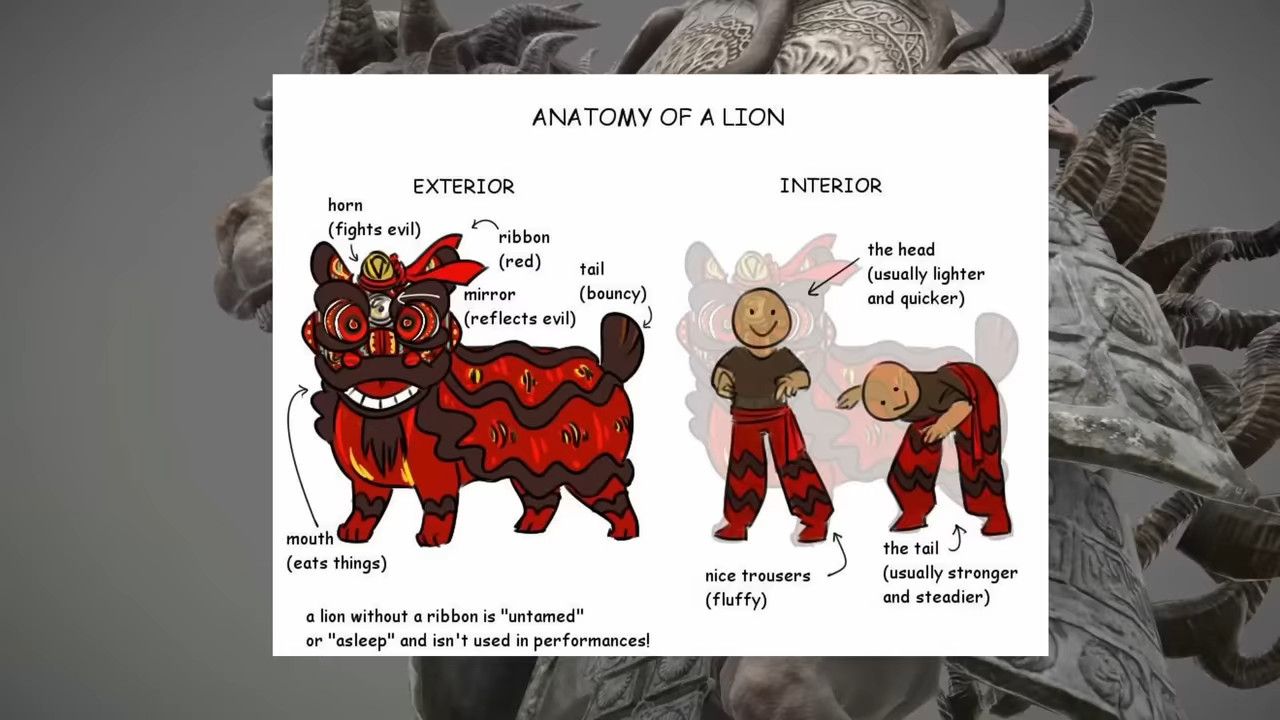 ANATOMY OF A LION
EXTERIOR
horn
(fights evil)
ribbon
(red)
tail
(bouncy)
mirror
(reflects evil)
mouth
(eats things)
a lion without a ribbon is "untamed"
or "asleep" and isn't used in performances!
INTERIOR
the head
(usually lighter
and quicker)
nice trousers
(fluffy)
the tail
(usually stronger
and steadier)